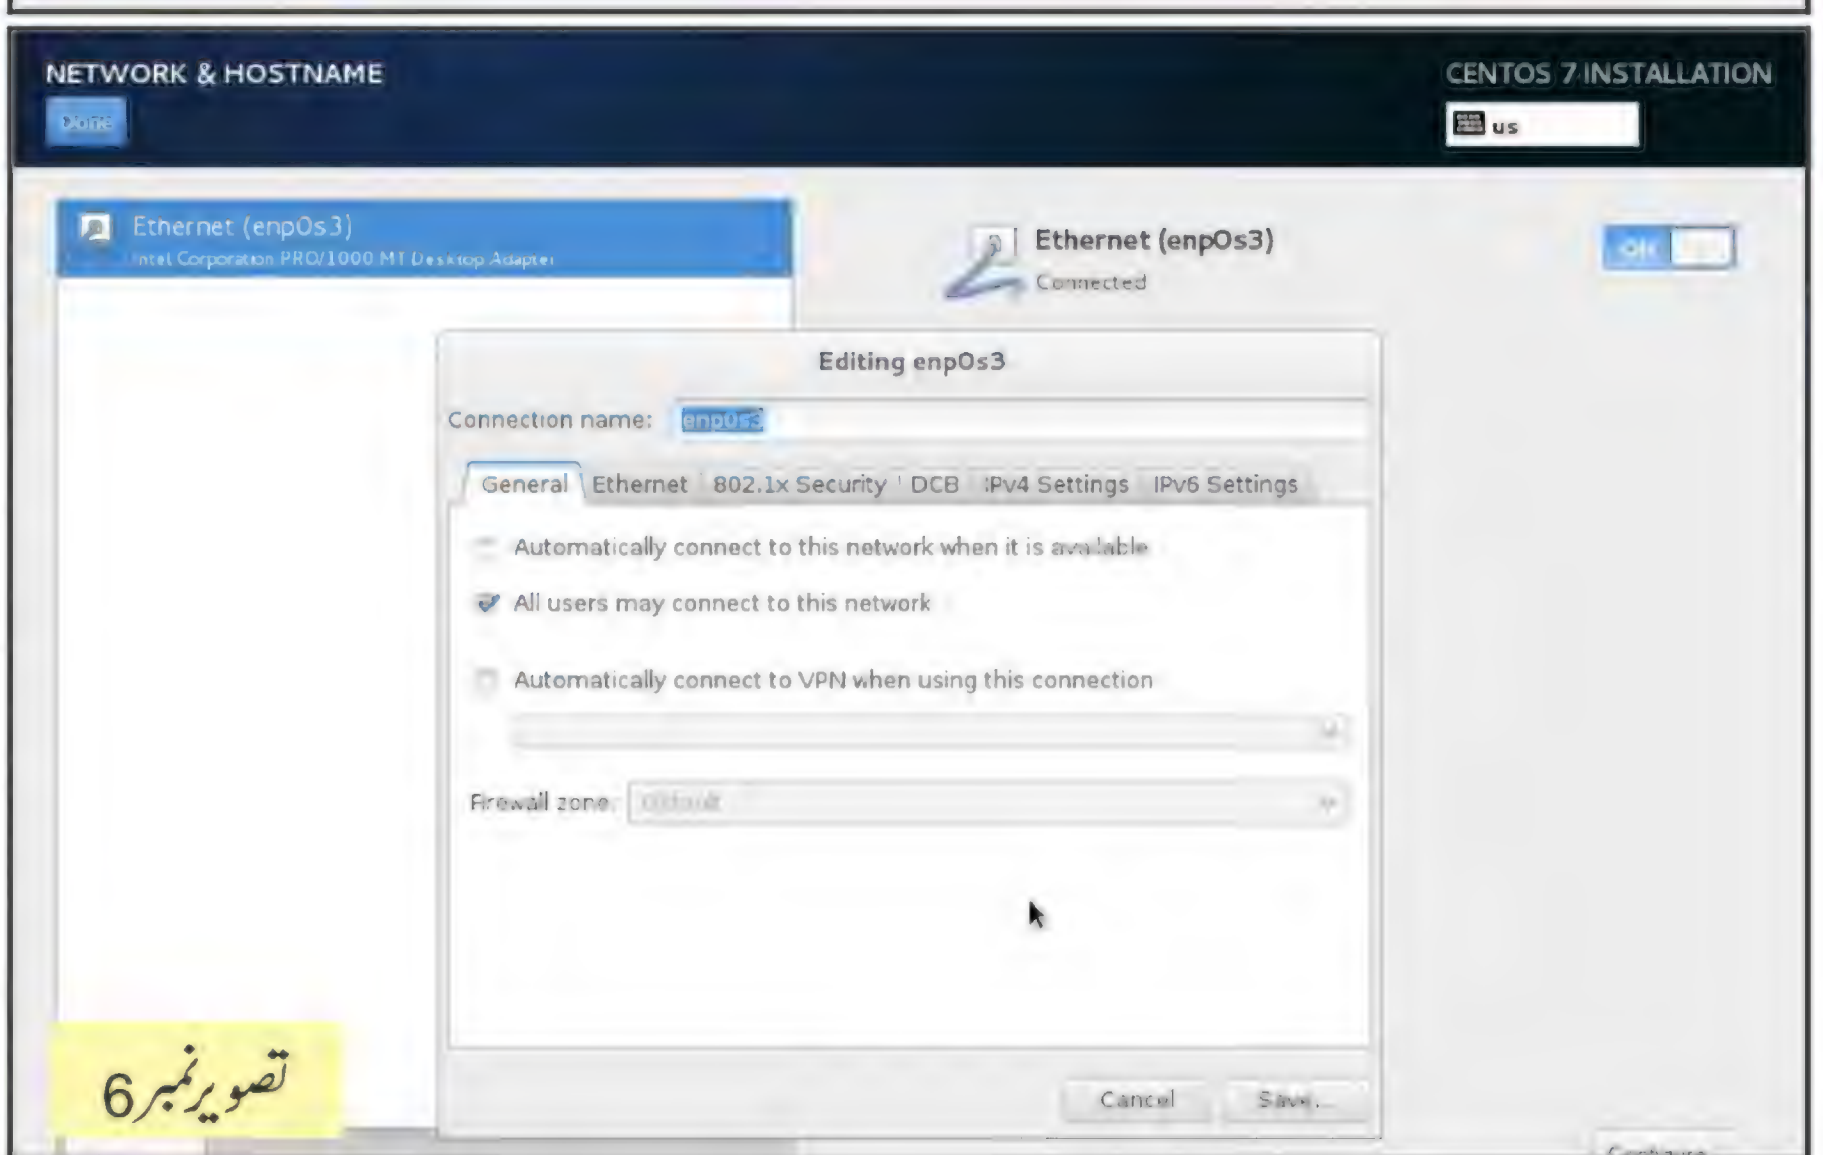 NETWORK & HOSTNAME
CENTOS 7 INSTALLATION
Done
us
Ethernet (enp0s3)
Intel Corporation PRO/1000 MT Desktop Adapter
Ethernet (enp0s3)
Connected
Editing enp0s3
Connection name: enp0s3
General Ethernet 802.1x Security DCB IPv4 Settings IPv6 Settings
Automatically connect to this network when it is available
All users may connect to this network
Automatically connect to VPN when using this connection
Firewall zone: Default
Cancel Save...
تصویر نمبر 6